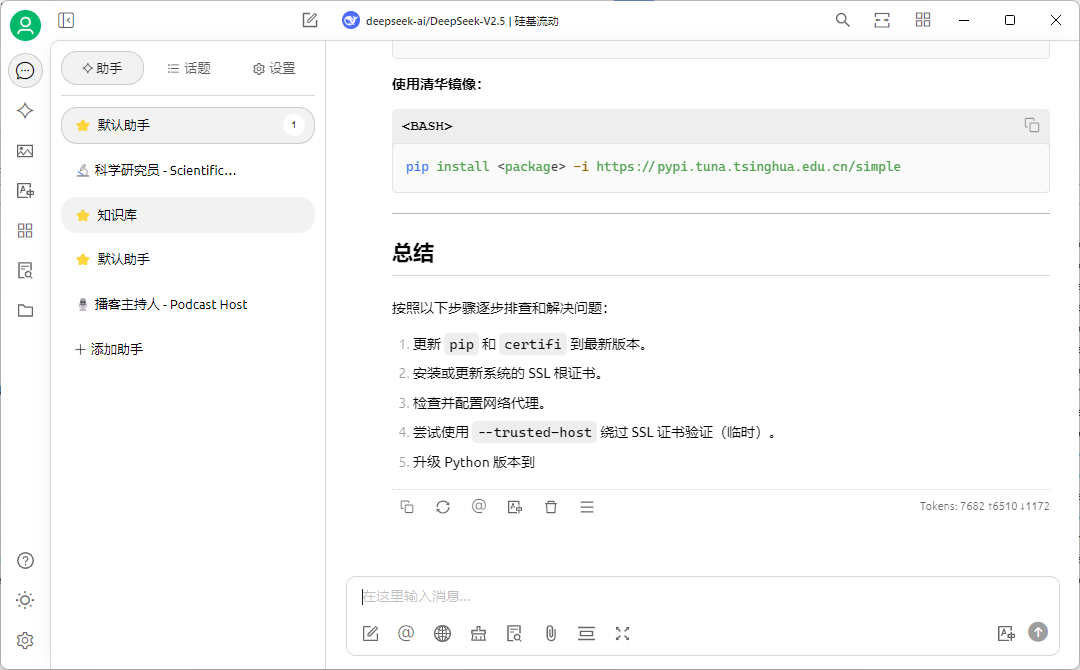 deepseek-ai/DeepSeek-V2.5 | 硅基流动
助手
话题
设置
默认助手
1
科学研究员 - Scientific...
知识库
默认助手
播客主持人 - Podcast Host
添加助手
使用清华镜像：
<BASH>
pip install <package> -i https://pypi.tuna.tsinghua.edu.cn/simple
总结
按照以下步骤逐步排查和解决问题：
1. 更新 pip 和 certifi 到最新版本。
2. 安装或更新系统的 SSL 根证书。
3. 检查并配置网络代理。
4. 尝试使用 --trusted-host 绕过 SSL 证书验证（临时）。
5. 升级 Python 版本到
Tokens: 7682 ↑6510 ↓1172
在这里输入消息...